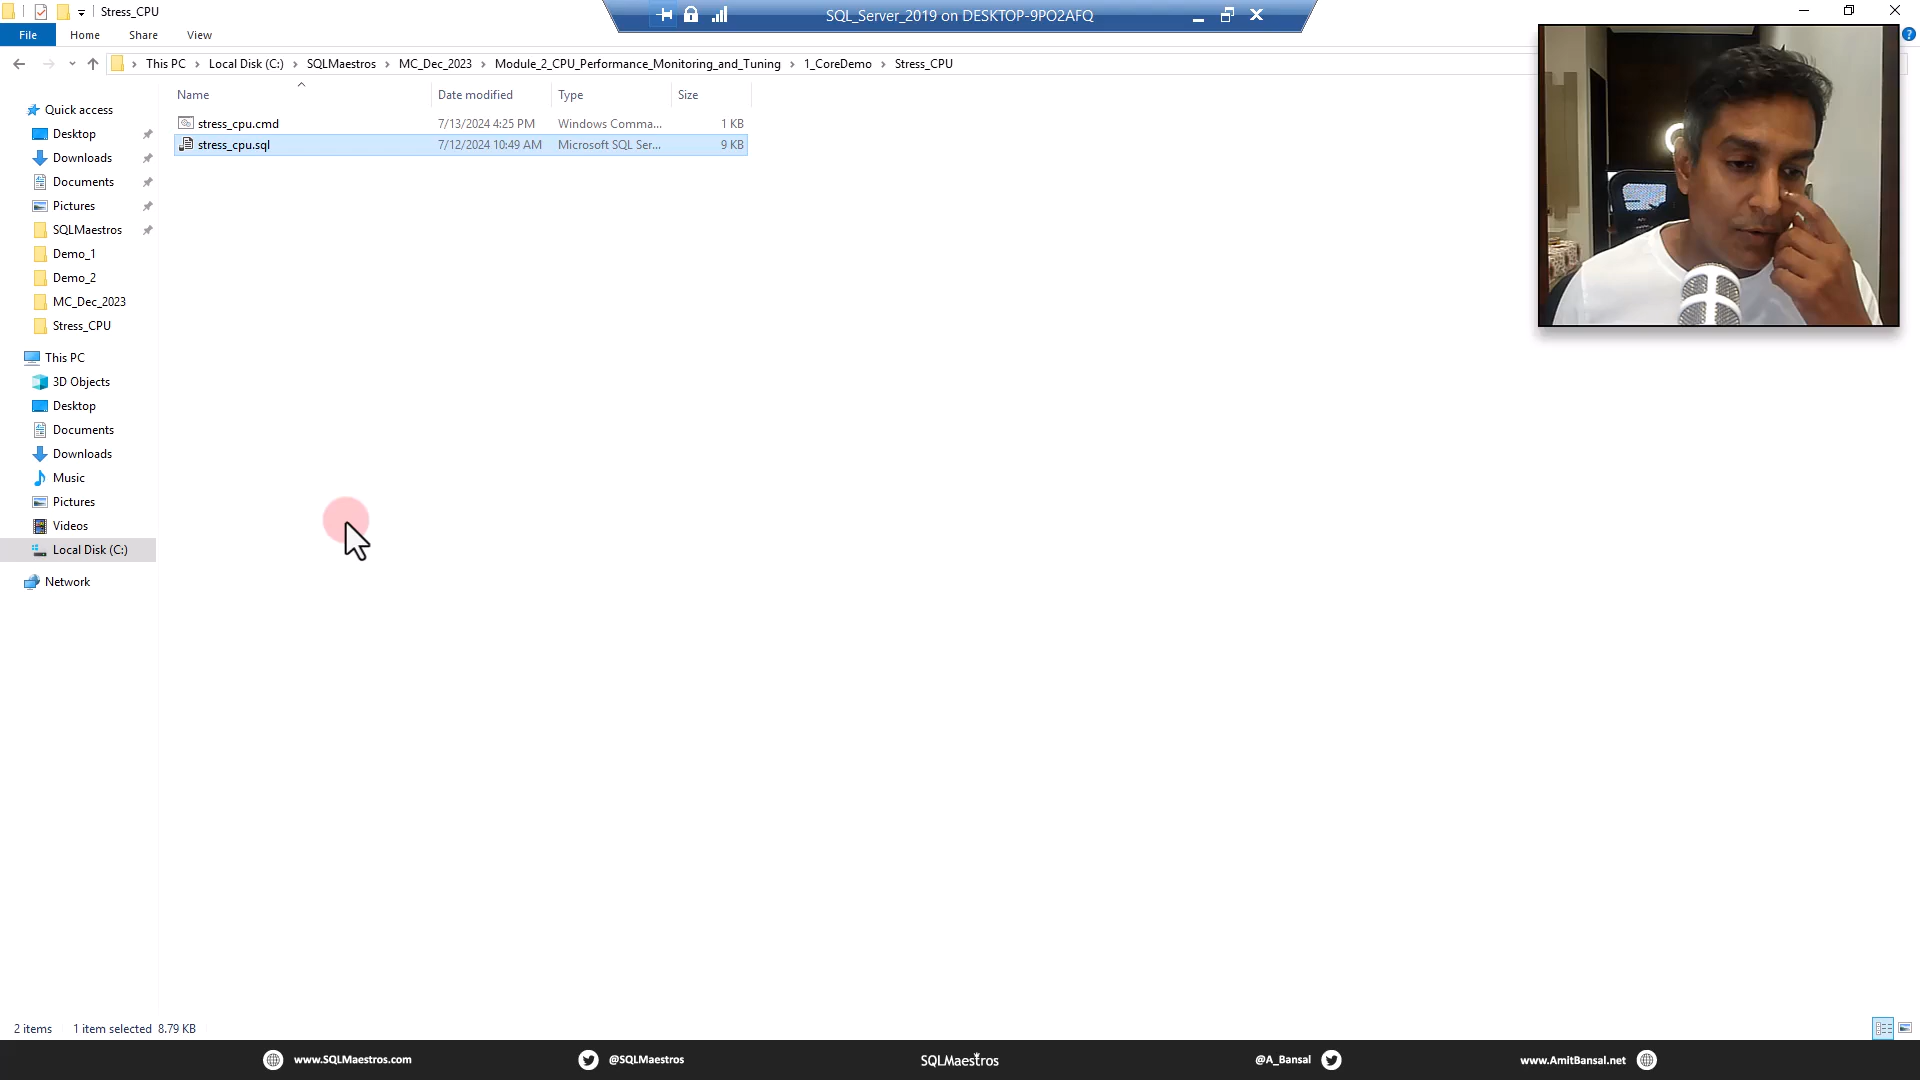 Stress_CPU
SQL_Server_2019 on DESKTOP-9PO2AFQ
File Home Share View
This PC Local Disk (C:) SQLMaestros MC_Dec_2023 Module_2_CPU_Performance_Monitoring_and_Tuning 1_CoreDemo Stress_CPU
Name Date modified Type Size
stress_cpu.cmd 7/13/2024 4:25 PM Windows Comma... 1 KB
stress_cpu.sql 7/12/2024 10:49 AM Microsoft SQL Ser... 9 KB
Quick access
Desktop
Downloads
Documents
Pictures
SQLMaestros
Demo_1
Demo_2
MC_Dec_2023
Stress_CPU
This PC
3D Objects
Desktop
Documents
Downloads
Music
Pictures
Videos
Local Disk (C:)
Network
2 items 1 item selected 8.79 KB
www.SQLMaestros.com @SQLMaestros SQLMaestros @A_Bansal www.AmitBansal.net